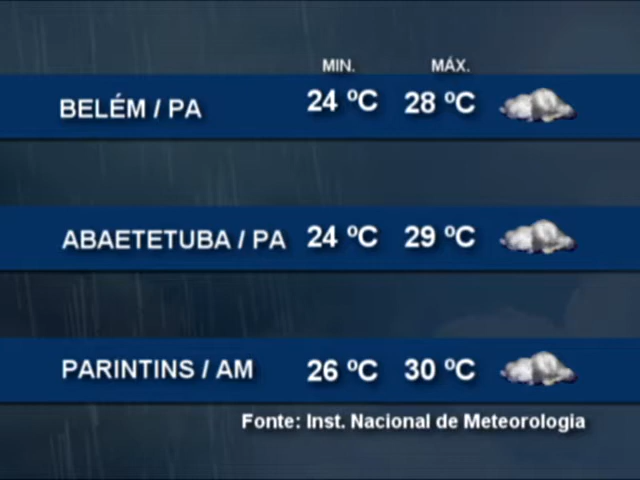 MIN. MÁX.
BELÉM / PA 24 ºC 28 ºC
ABAETETUBA / PA 24 ºC 29 ºC
PARINTINS / AM 26 ºC 30 ºC
Fonte: Inst. Nacional de Meteorologia